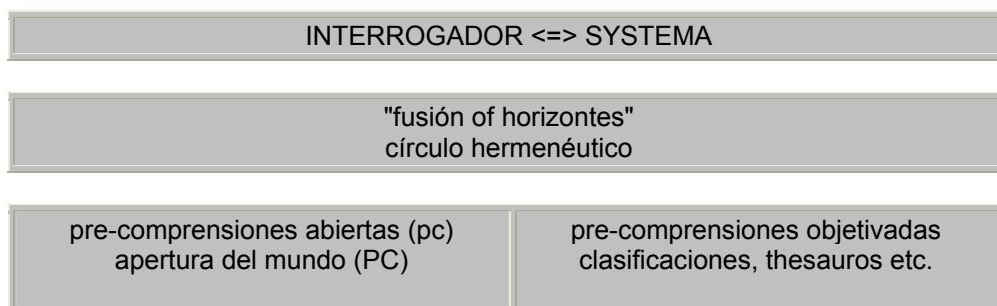 INTERROGADOR <=> SYSTEMA
"fusión of horizontes"
círculo hermenéutico
pre-comprensiones abiertas (pc)
apertura del mundo (PC)
pre-comprensiones objetivadas
clasificaciones, thesauros etc.